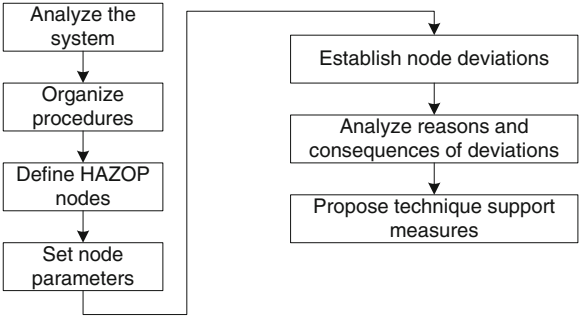 Analyze the
system
Organize
procedures
Define HAZOP
nodes
Set node
parameters
Establish node deviations
Analyze reasons and
consequences of deviations
Propose technique support
measures